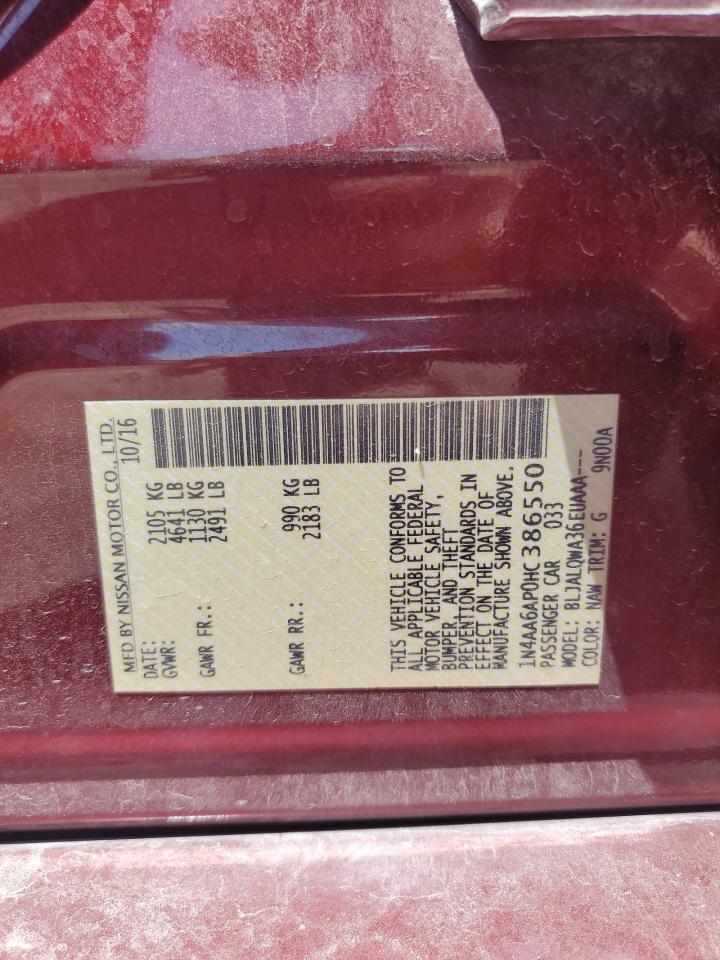 MFD BY NISSAN MOTOR CO., LTD.
DATE: 10/16
GVWR: 2105 KG
4641 LB
GAWR FR.: 1130 KG
2491 LB
GAWR RR.: 990 KG
2183 LB
THIS VEHICLE CONFORMS TO
ALL APPLICABLE FEDERAL
MOTOR VEHICLE SAFETY,
BUMPER, AND THEFT
PREVENTION STANDARDS IN
EFFECT ON THE DATE OF
MANUFACTURE SHOWN ABOVE.
1N4AA6AP0HC386550
PASSENGER CAR 033
MODEL: BLJALQWA36EUAAA---
COLOR: NAW TRIM: G 9N00A